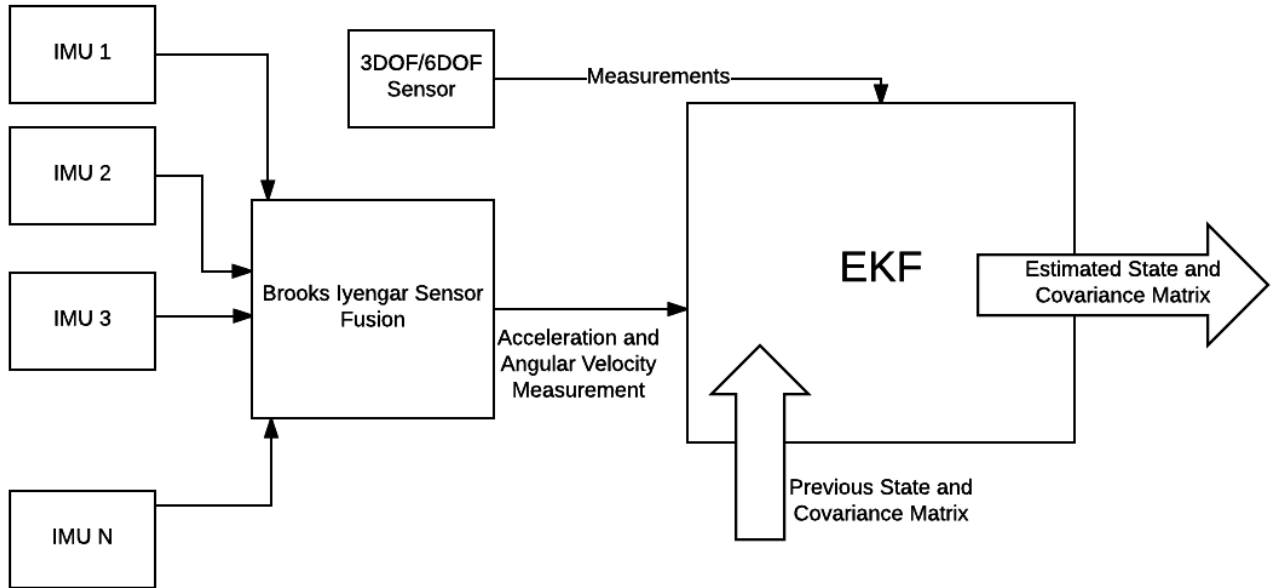 IMU 1
3DOF/6DOF
Sensor
Measurements
IMU 2
IMU 3
Brooks Iyengar Sensor
Fusion
Acceleration and
Angular Velocity
Measurement
EKF
Estimated State and
Covariance Matrix
Previous State and
Covariance Matrix
IMU N